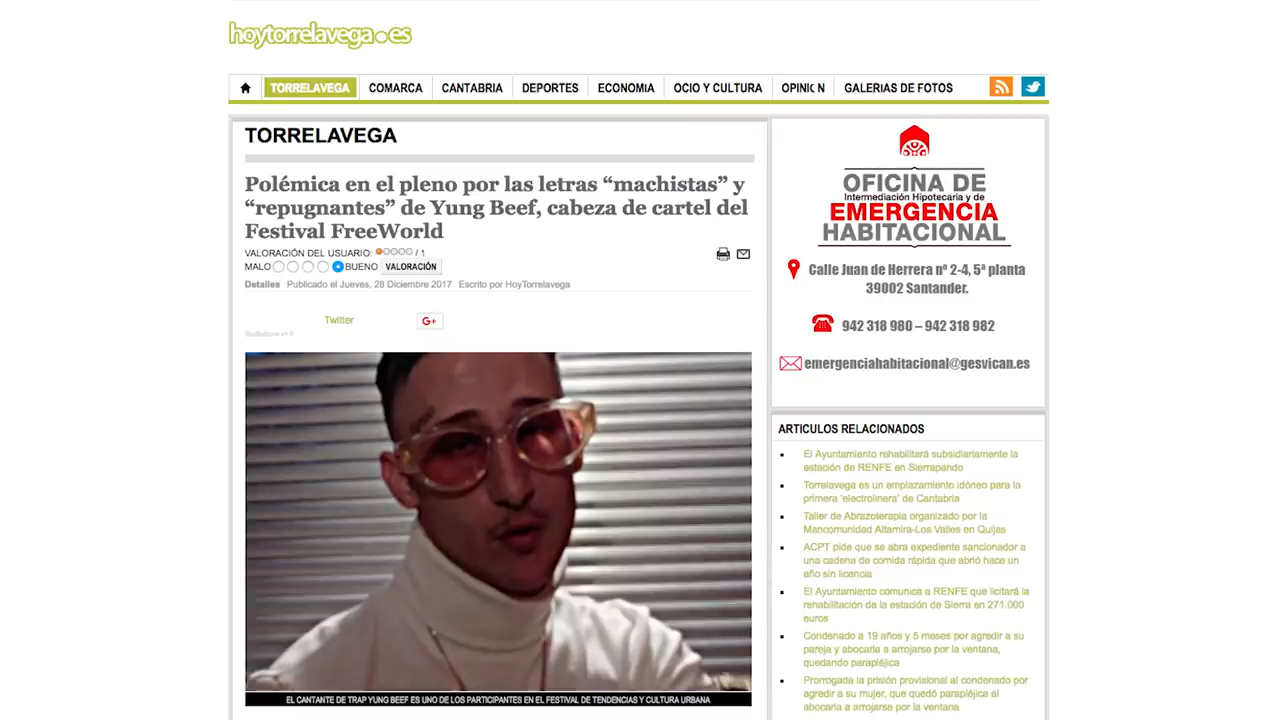 hoytorrelavega.es
TORRELAVEGA
COMARCA
CANTABRIA
DEPORTES
ECONOMIA
OCIO Y CULTURA
OPINIC N
GALERIAS DE FOTOS
TORRELAVEGA
Polémica en el pleno por las letras “machistas” y
“repugnantes” de Yung Beef, cabeza de cartel del
Festival FreeWorld
VALORACIÓN DEL USUARIO: / 1
MALO BUENO VALORACIÓN
Detalles Publicado el Jueves, 28 Diciembre 2017 Escrito por HoyTorrelavega
Twitter
G+
EL CANTANTE DE TRAP YUNG BEEF ES UNO DE LOS PARTICIPANTES EN EL FESTIVAL DE TENDENCIAS Y CULTURA URBANA
OFICINA DE
Intermediación Hipotecaria y de
EMERGENCIA
HABITACIONAL
Calle Juan de Herrera nº 2-4, 5ª planta
39002 Santander.
942 318 980 – 942 318 982
emergenciahabitacional@gesvican.es
ARTICULOS RELACIONADOS
El Ayuntamiento rehabilitará subsidiariamente la
estación de RENFE en Sierrapando
Torrelavega es un emplazamiento idóneo para la
primera 'electrolinera' de Cantabria
Taller de Abrazoterapia organizado por la
Mancomunidad Altamira-Los Valles en Quijas
ACPT pide que se abra expediente sancionador a
una cadena de comida rápida que abrió hace un
año sin licencia
El Ayuntamiento comunica a RENFE que licitará la
rehabilitación de la estación de Sierra en 271.000
euros
Condenado a 19 años y 5 meses por agredir a su
pareja y abocarla a arrojarse por la ventana,
quedando parapléjica
Prorrogada la prisión provisional al condenado por
agredir a su mujer, que quedó parapléjica al
abocarla a arrojarse por la ventana